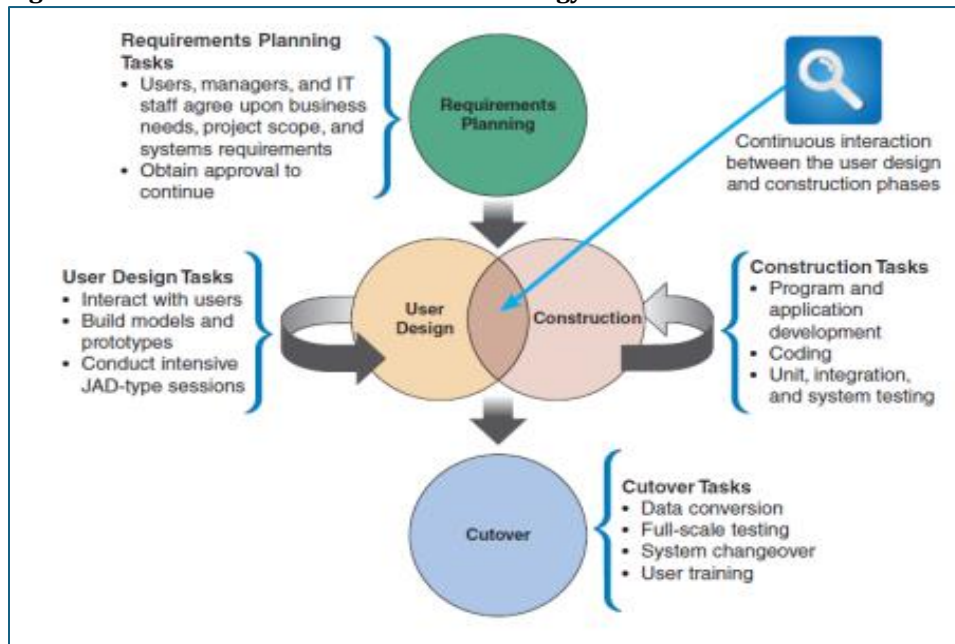 Requirements Planning
Tasks
• Users, managers, and IT
staff agree upon business
needs, project scope, and
systems requirements
• Obtain approval to
continue
Requirements
Planning
Continuous interaction
between the user design
and construction phases
User Design Tasks
• Interact with users
• Build models and
prototypes
• Conduct intensive
JAD-type sessions
User
Design
Construction
Construction Tasks
• Program and
application
development
• Coding
• Unit, integration,
and system testing
Cutover
Cutover Tasks
• Data conversion
• Full-scale testing
• System changeover
• User training